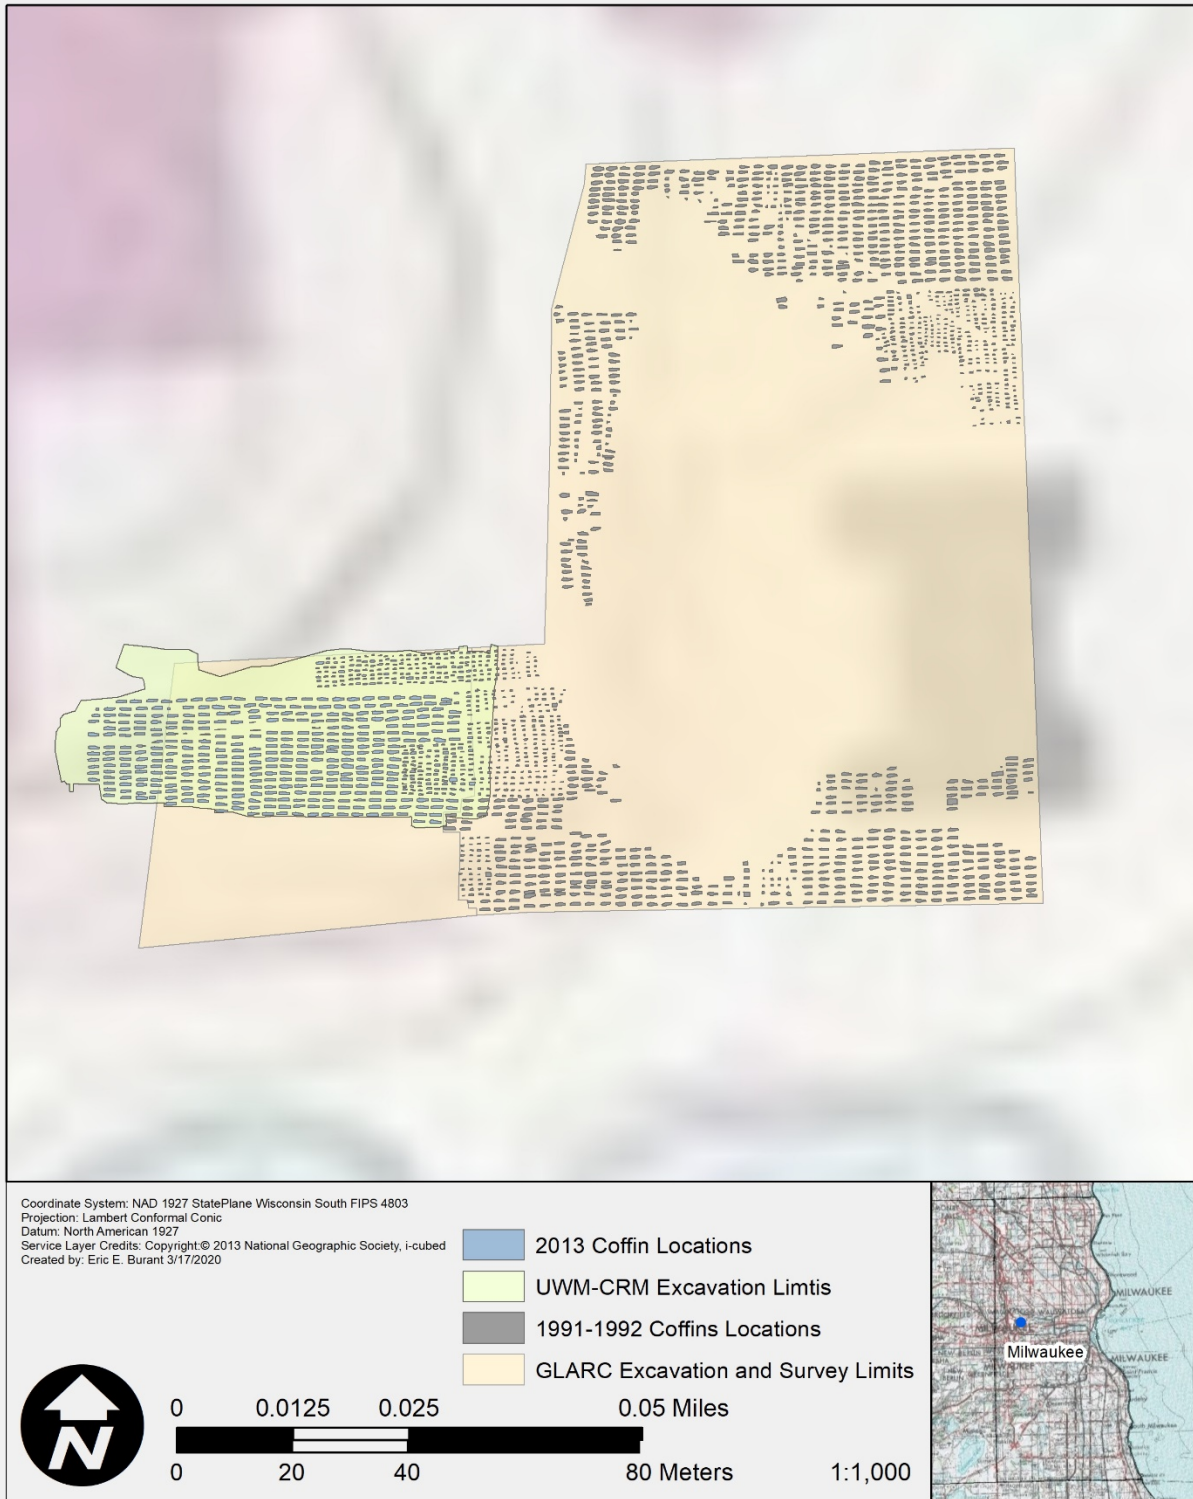 Coordinate System: NAD 1927 StatePlane Wisconsin South FIPS 4803
Projection: Lambert Conformal Conic
Datum: North American 1927
Service Layer Credits: Copyright:© 2013 National Geographic Society, i-cubed
Created by: Eric E. Burant 3/17/2020
2013 Coffin Locations
UWM-CRM Excavation Limtis
1991-1992 Coffins Locations
GLARC Excavation and Survey Limits
N
0 0.0125 0.025 0.05 Miles
0 20 40 80 Meters
1:1,000
MILWAUKEE
Milwaukee
MILWAUKEE